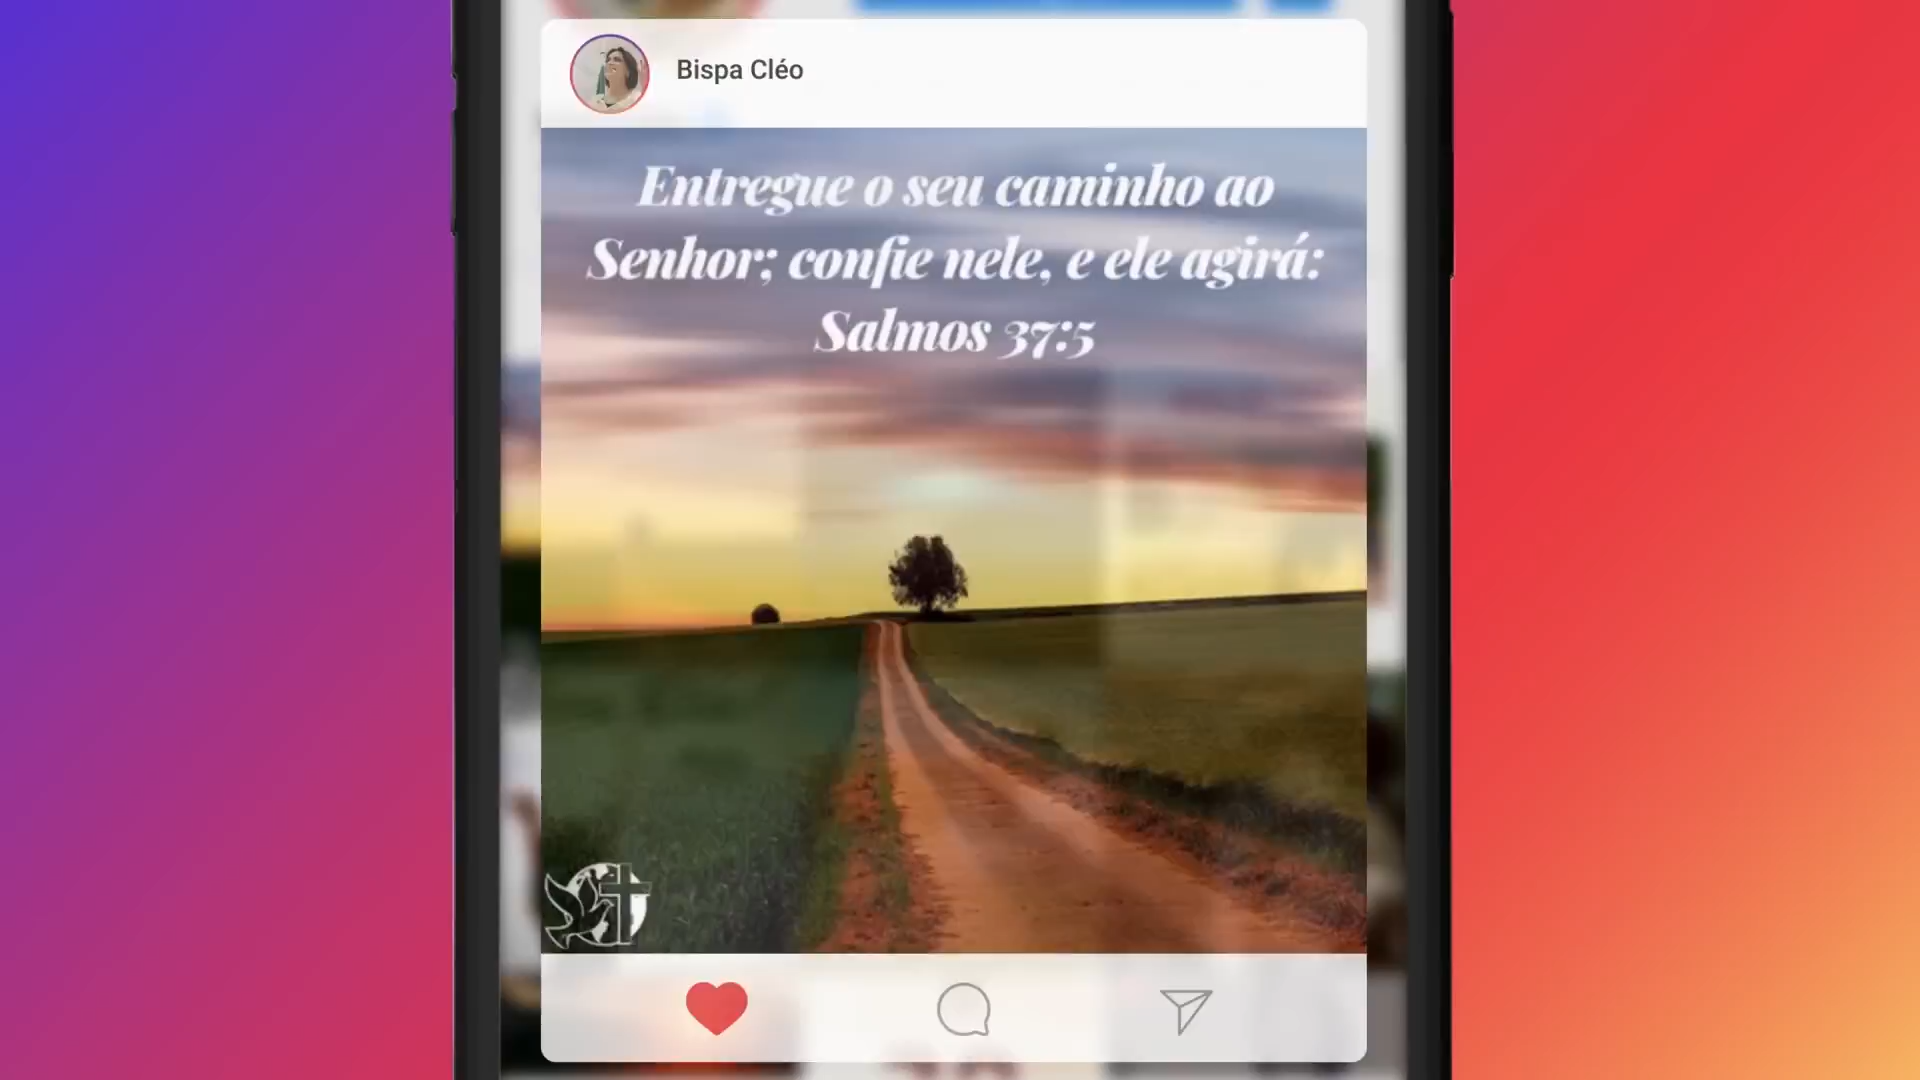 Bispa Cléo
Entregue o seu caminho ao
Senhor; confie nele, e ele agirá:
Salmos 37:5